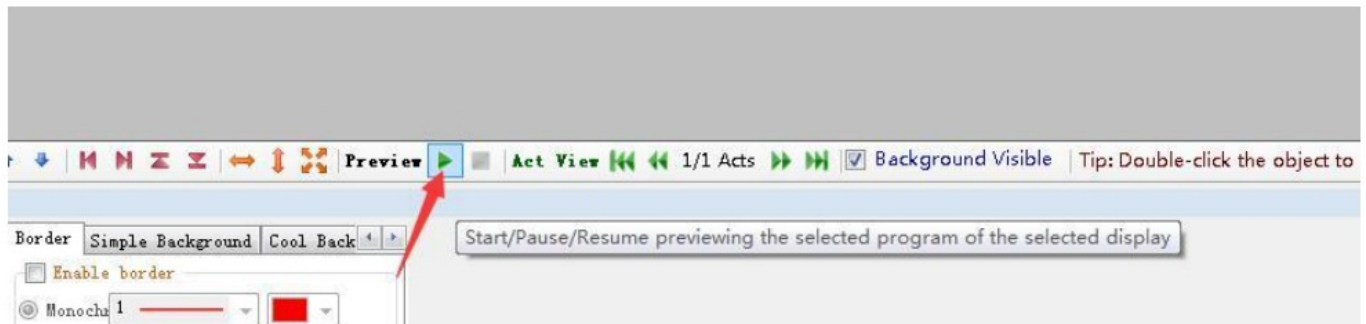 Preview Act View 1/1 Acts Background Visible Tip: Double-click the object to
Border Simple Background Cool Back
Start/Pause/Resume previewing the selected program of the selected display
Enable border
Monochr 1